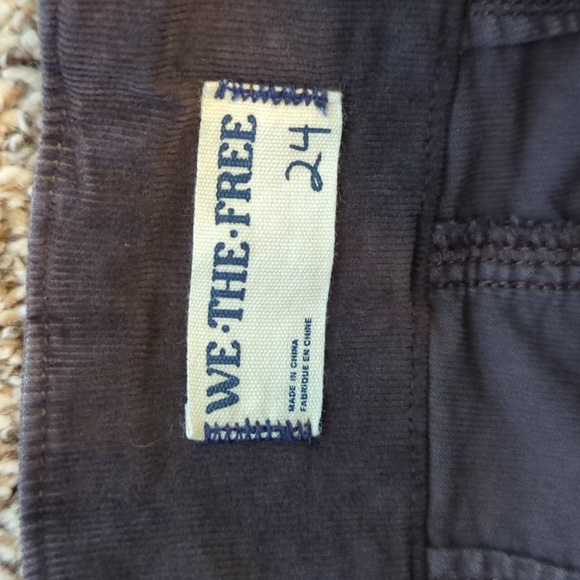 WE·THE·FREE
24
MADE IN CHINA
FABRIQUE EN CHINE